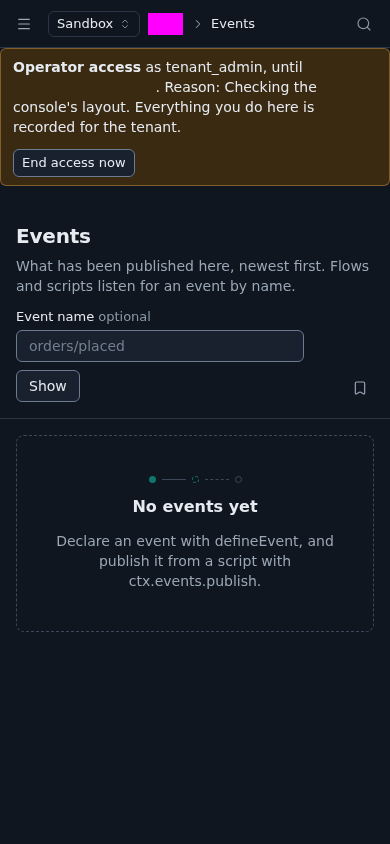 Sandbox
Events
Operator access as tenant_admin, until
. Reason: Checking the
console's layout. Everything you do here is
recorded for the tenant.
End access now
Events
What has been published here, newest first. Flows
and scripts listen for an event by name.
Event name optional
orders/placed
Show
No events yet
Declare an event with defineEvent, and
publish it from a script with
ctx.events.publish.